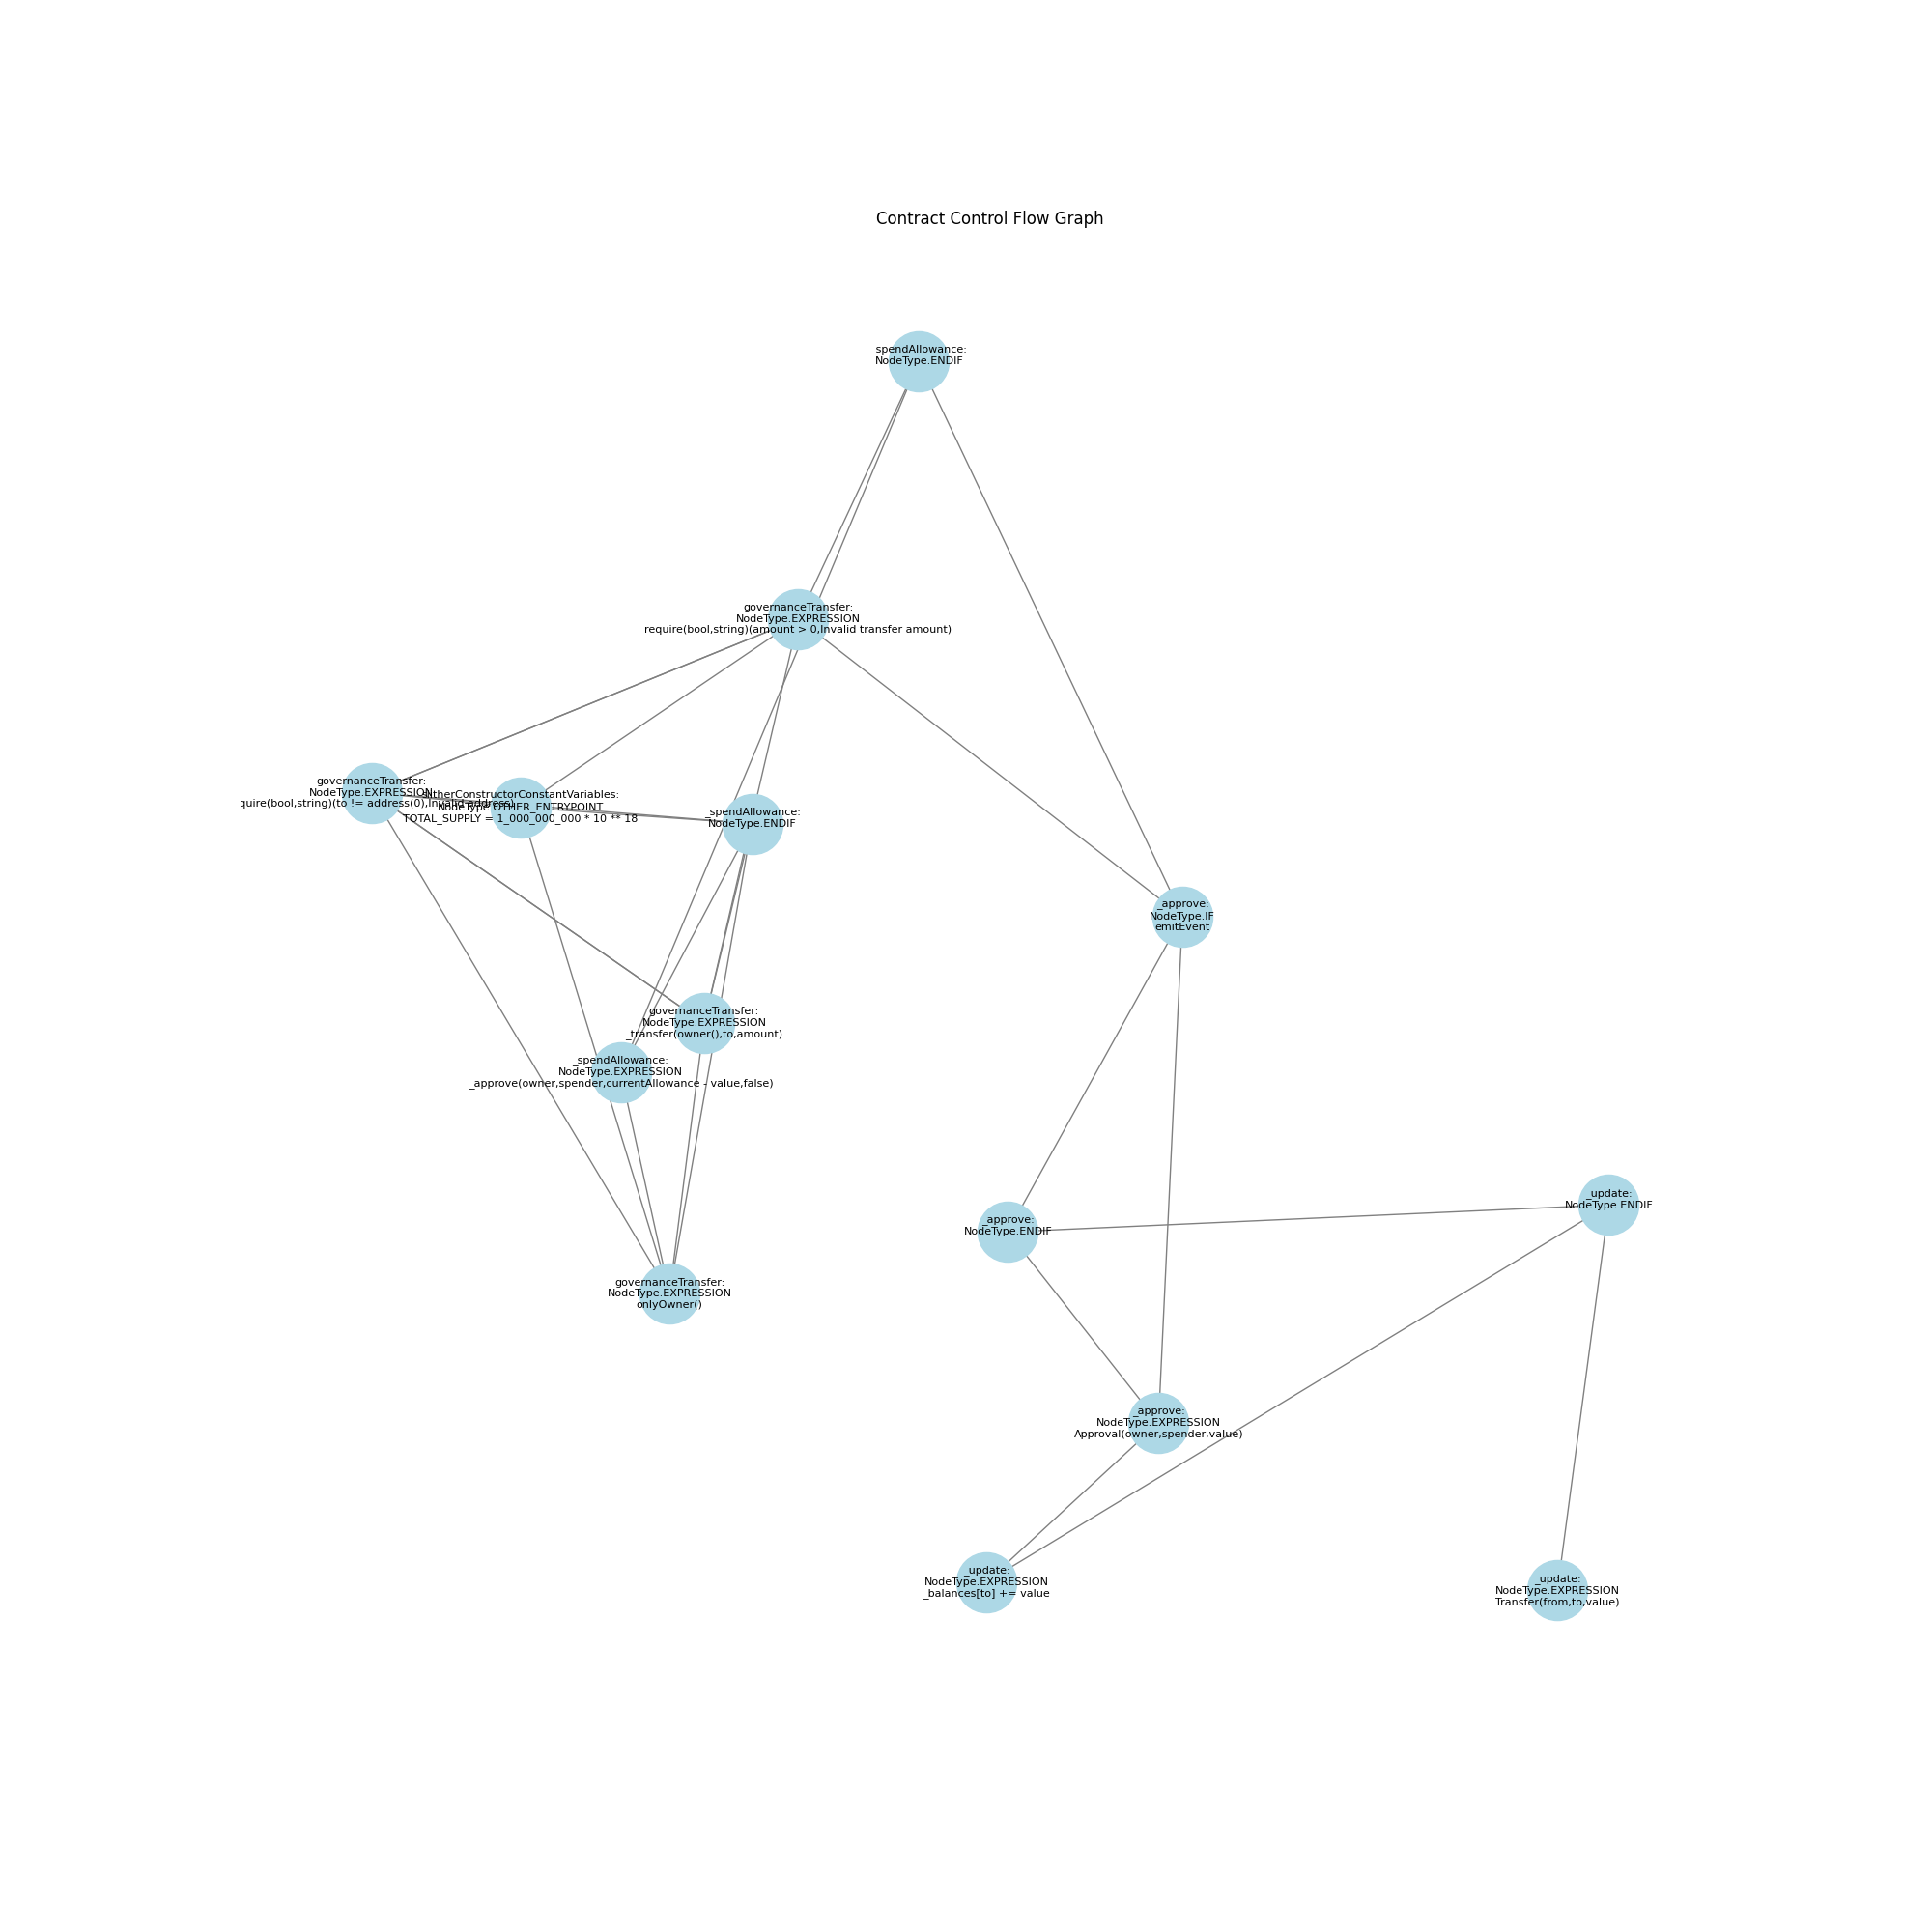 Contract Control Flow Graph
_spendAllowance:
NodeType.ENDIF
governanceTransfer:
NodeType.EXPRESSION
require(bool,string)(amount > 0,Invalid transfer amount)
governanceTransfer:
NodeType.EXPRESSION
quire(bool,string)(to != address(0),Invalid address)
slitherConstructorConstantVariables:
NodeType.OTHER_ENTRYPOINT
TOTAL_SUPPLY = 1_000_000_000 * 10 ** 18
_spendAllowance:
NodeType.ENDIF
_approve:
NodeType.IF
emitEvent
governanceTransfer:
NodeType.EXPRESSION
_transfer(owner(),to,amount)
_spendAllowance:
NodeType.EXPRESSION
_approve(owner,spender,currentAllowance - value,false)
_update:
NodeType.ENDIF
_approve:
NodeType.ENDIF
governanceTransfer:
NodeType.EXPRESSION
onlyOwner()
_approve:
NodeType.EXPRESSION
Approval(owner,spender,value)
_update:
NodeType.EXPRESSION
_balances[to] += value
_update:
NodeType.EXPRESSION
Transfer(from,to,value)